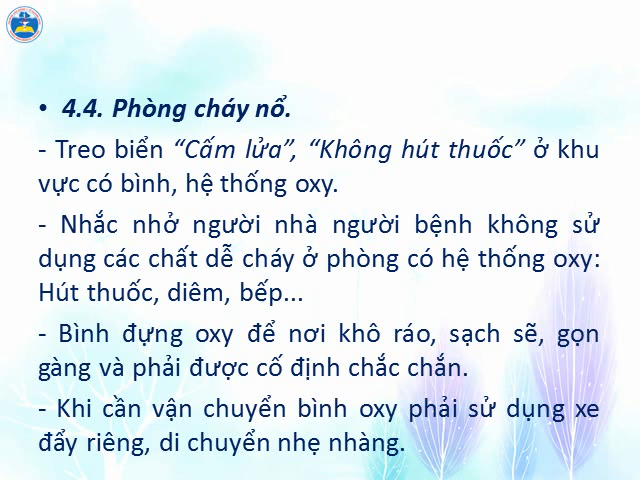 • 4.4. Phòng cháy nổ.
- Treo biển “Cấm lửa”, “Không hút thuốc” ở khu
vực có bình, hệ thống oxy.
- Nhắc nhở người nhà người bệnh không sử
dụng các chất dễ cháy ở phòng có hệ thống oxy:
Hút thuốc, diêm, bếp...
- Bình đựng oxy để nơi khô ráo, sạch sẽ, gọn
gàng và phải được cố định chắc chắn.
- Khi cần vận chuyển bình oxy phải sử dụng xe
đẩy riêng, di chuyển nhẹ nhàng.